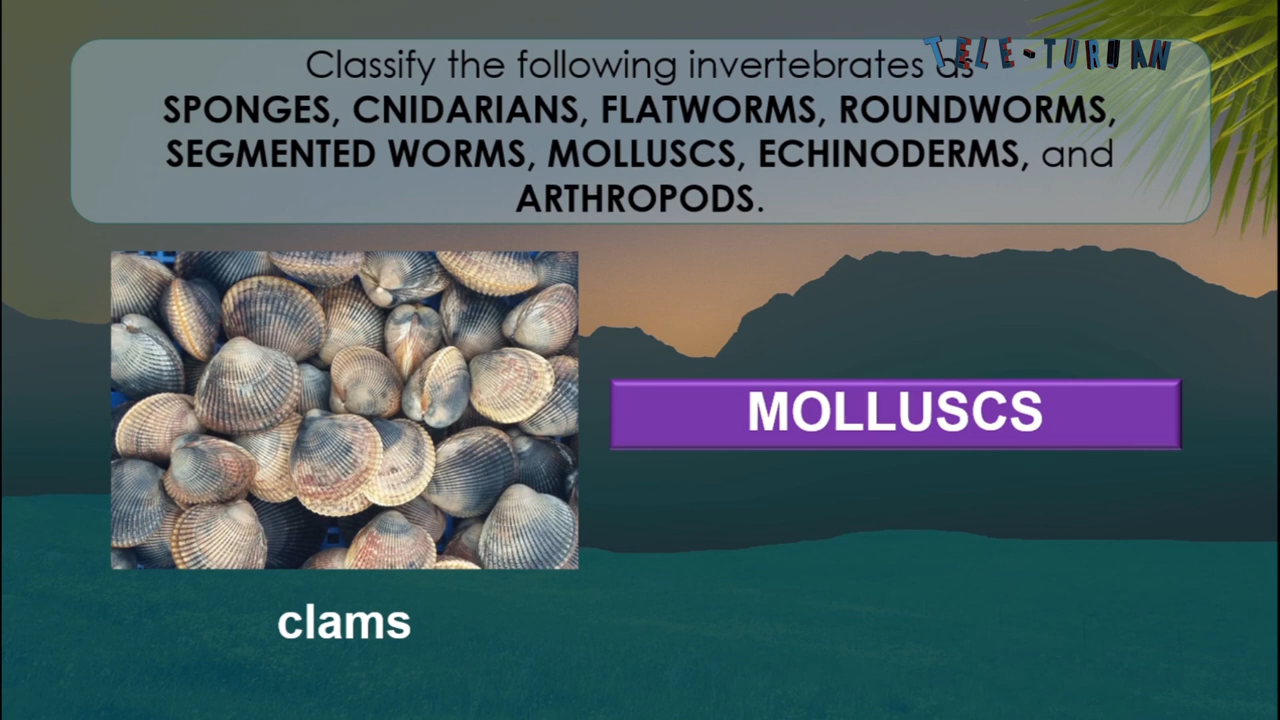 Classify the following invertebrates as
TELE-TURUAN
SPONGES, CNIDARIANS, FLATWORMS, ROUNDWORMS,
SEGMENTED WORMS, MOLLUSCS, ECHINODERMS, and
ARTHROPODS.
MOLLUSCS
clams